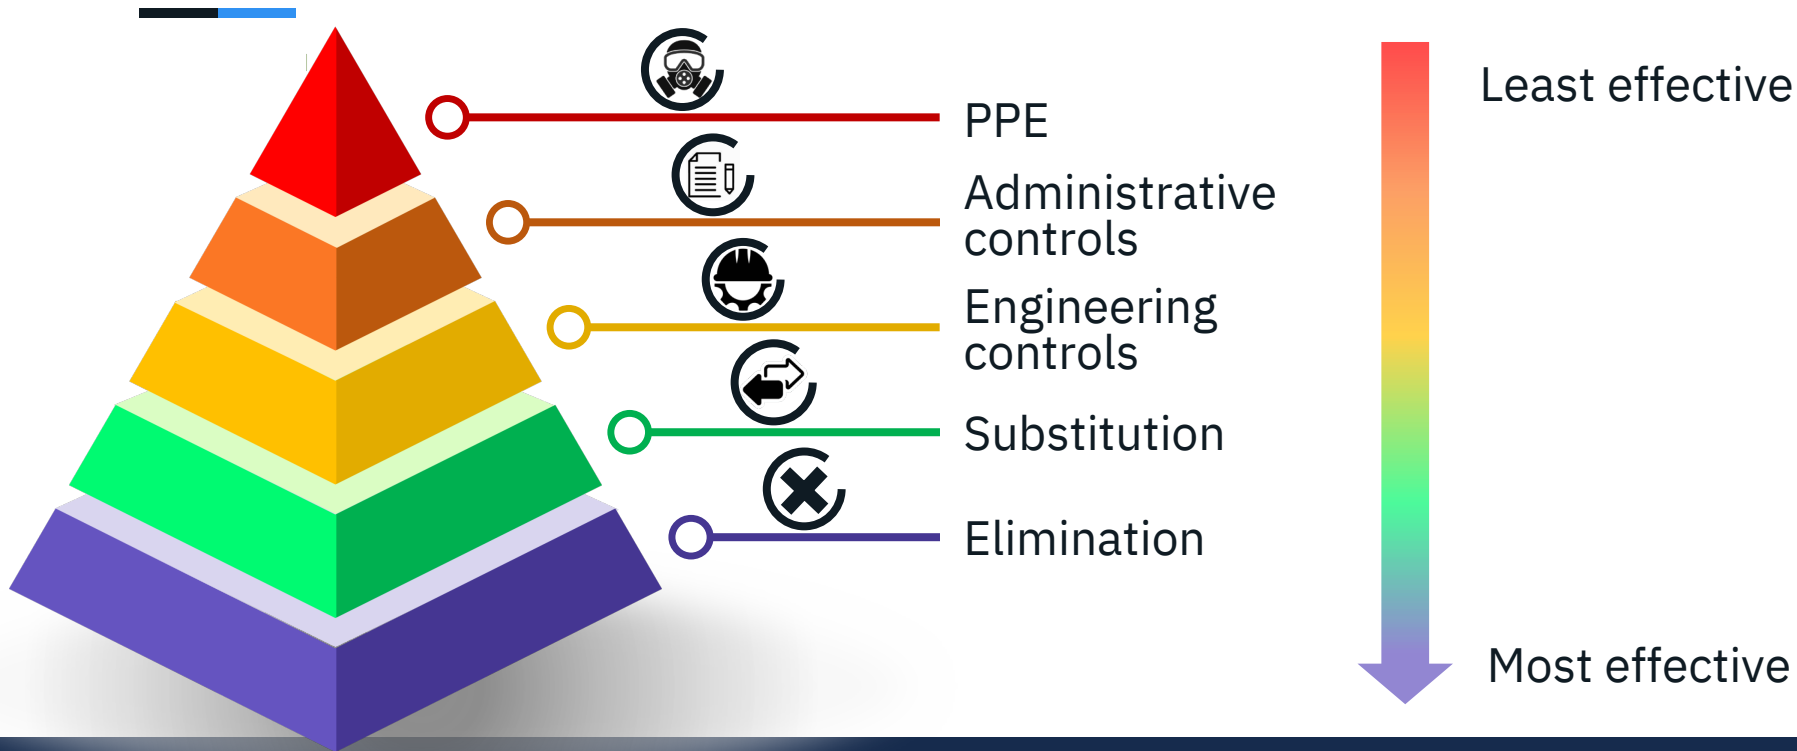 PPE
Administrative
controls
Engineering
controls
Substitution
Elimination
Least effective
Most effective